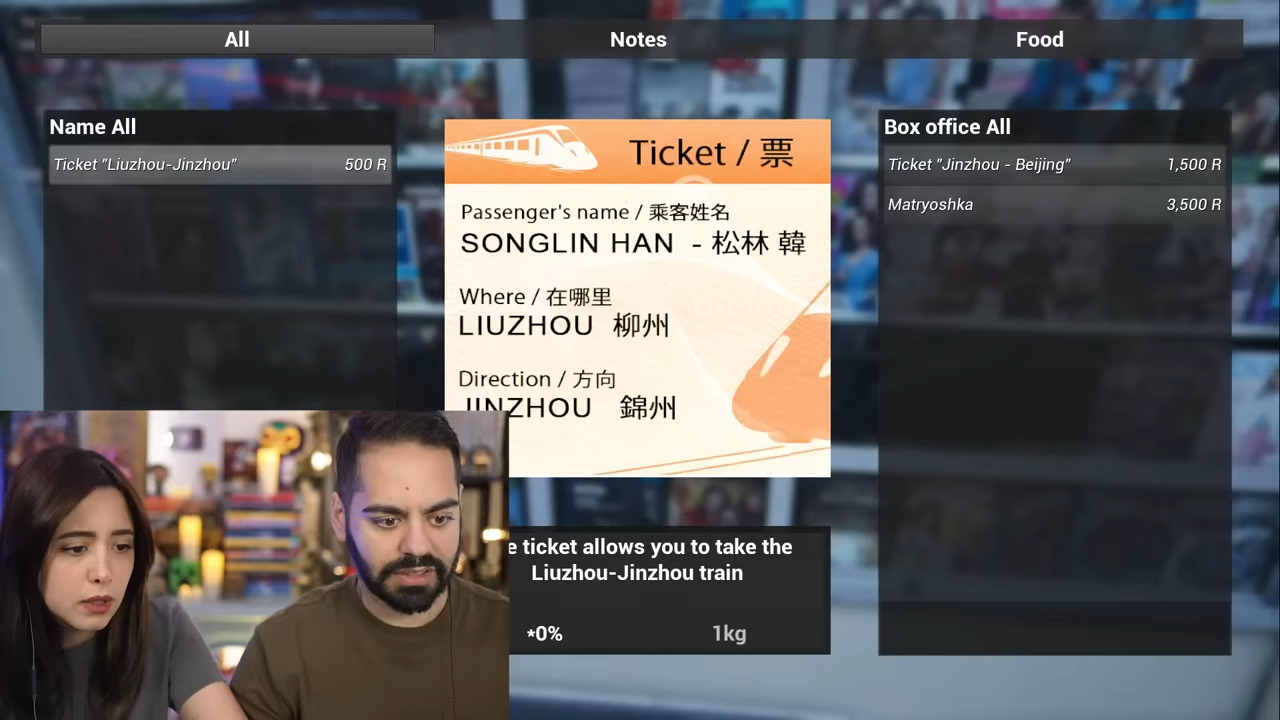 All
Notes
Food
Name All
Ticket "Liuzhou-Jinzhou" 500 R
Ticket / 票
Passenger's name / 乘客姓名
SONGLIN HAN - 松林 韓
Where / 在哪里
LIUZHOU 柳州
Direction / 方向
JINZHOU 錦州
ticket allows you to take the
Liuzhou-Jinzhou train
*0% 1kg
Box office All
Ticket "Jinzhou - Beijing" 1,500 R
Matryoshka 3,500 R